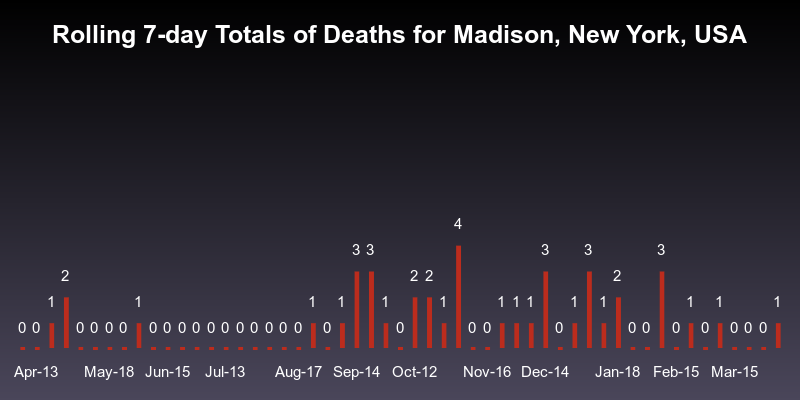 Rolling 7-day Totals of Deaths for Madison, New York, USA
0 0 1 2 0 0 0 0 1 0 0 0 0 0 0 0 0 0 0 0 1 0 1 3 3 1 0 2 2 1 4 0 0 1 1 1 3 0 1 3 1 2 0 0 3 0 1 0 1 0 0 0 1
Apr-13 May-18 Jun-15 Jul-13 Aug-17 Sep-14 Oct-12 Nov-16 Dec-14 Jan-18 Feb-15 Mar-15